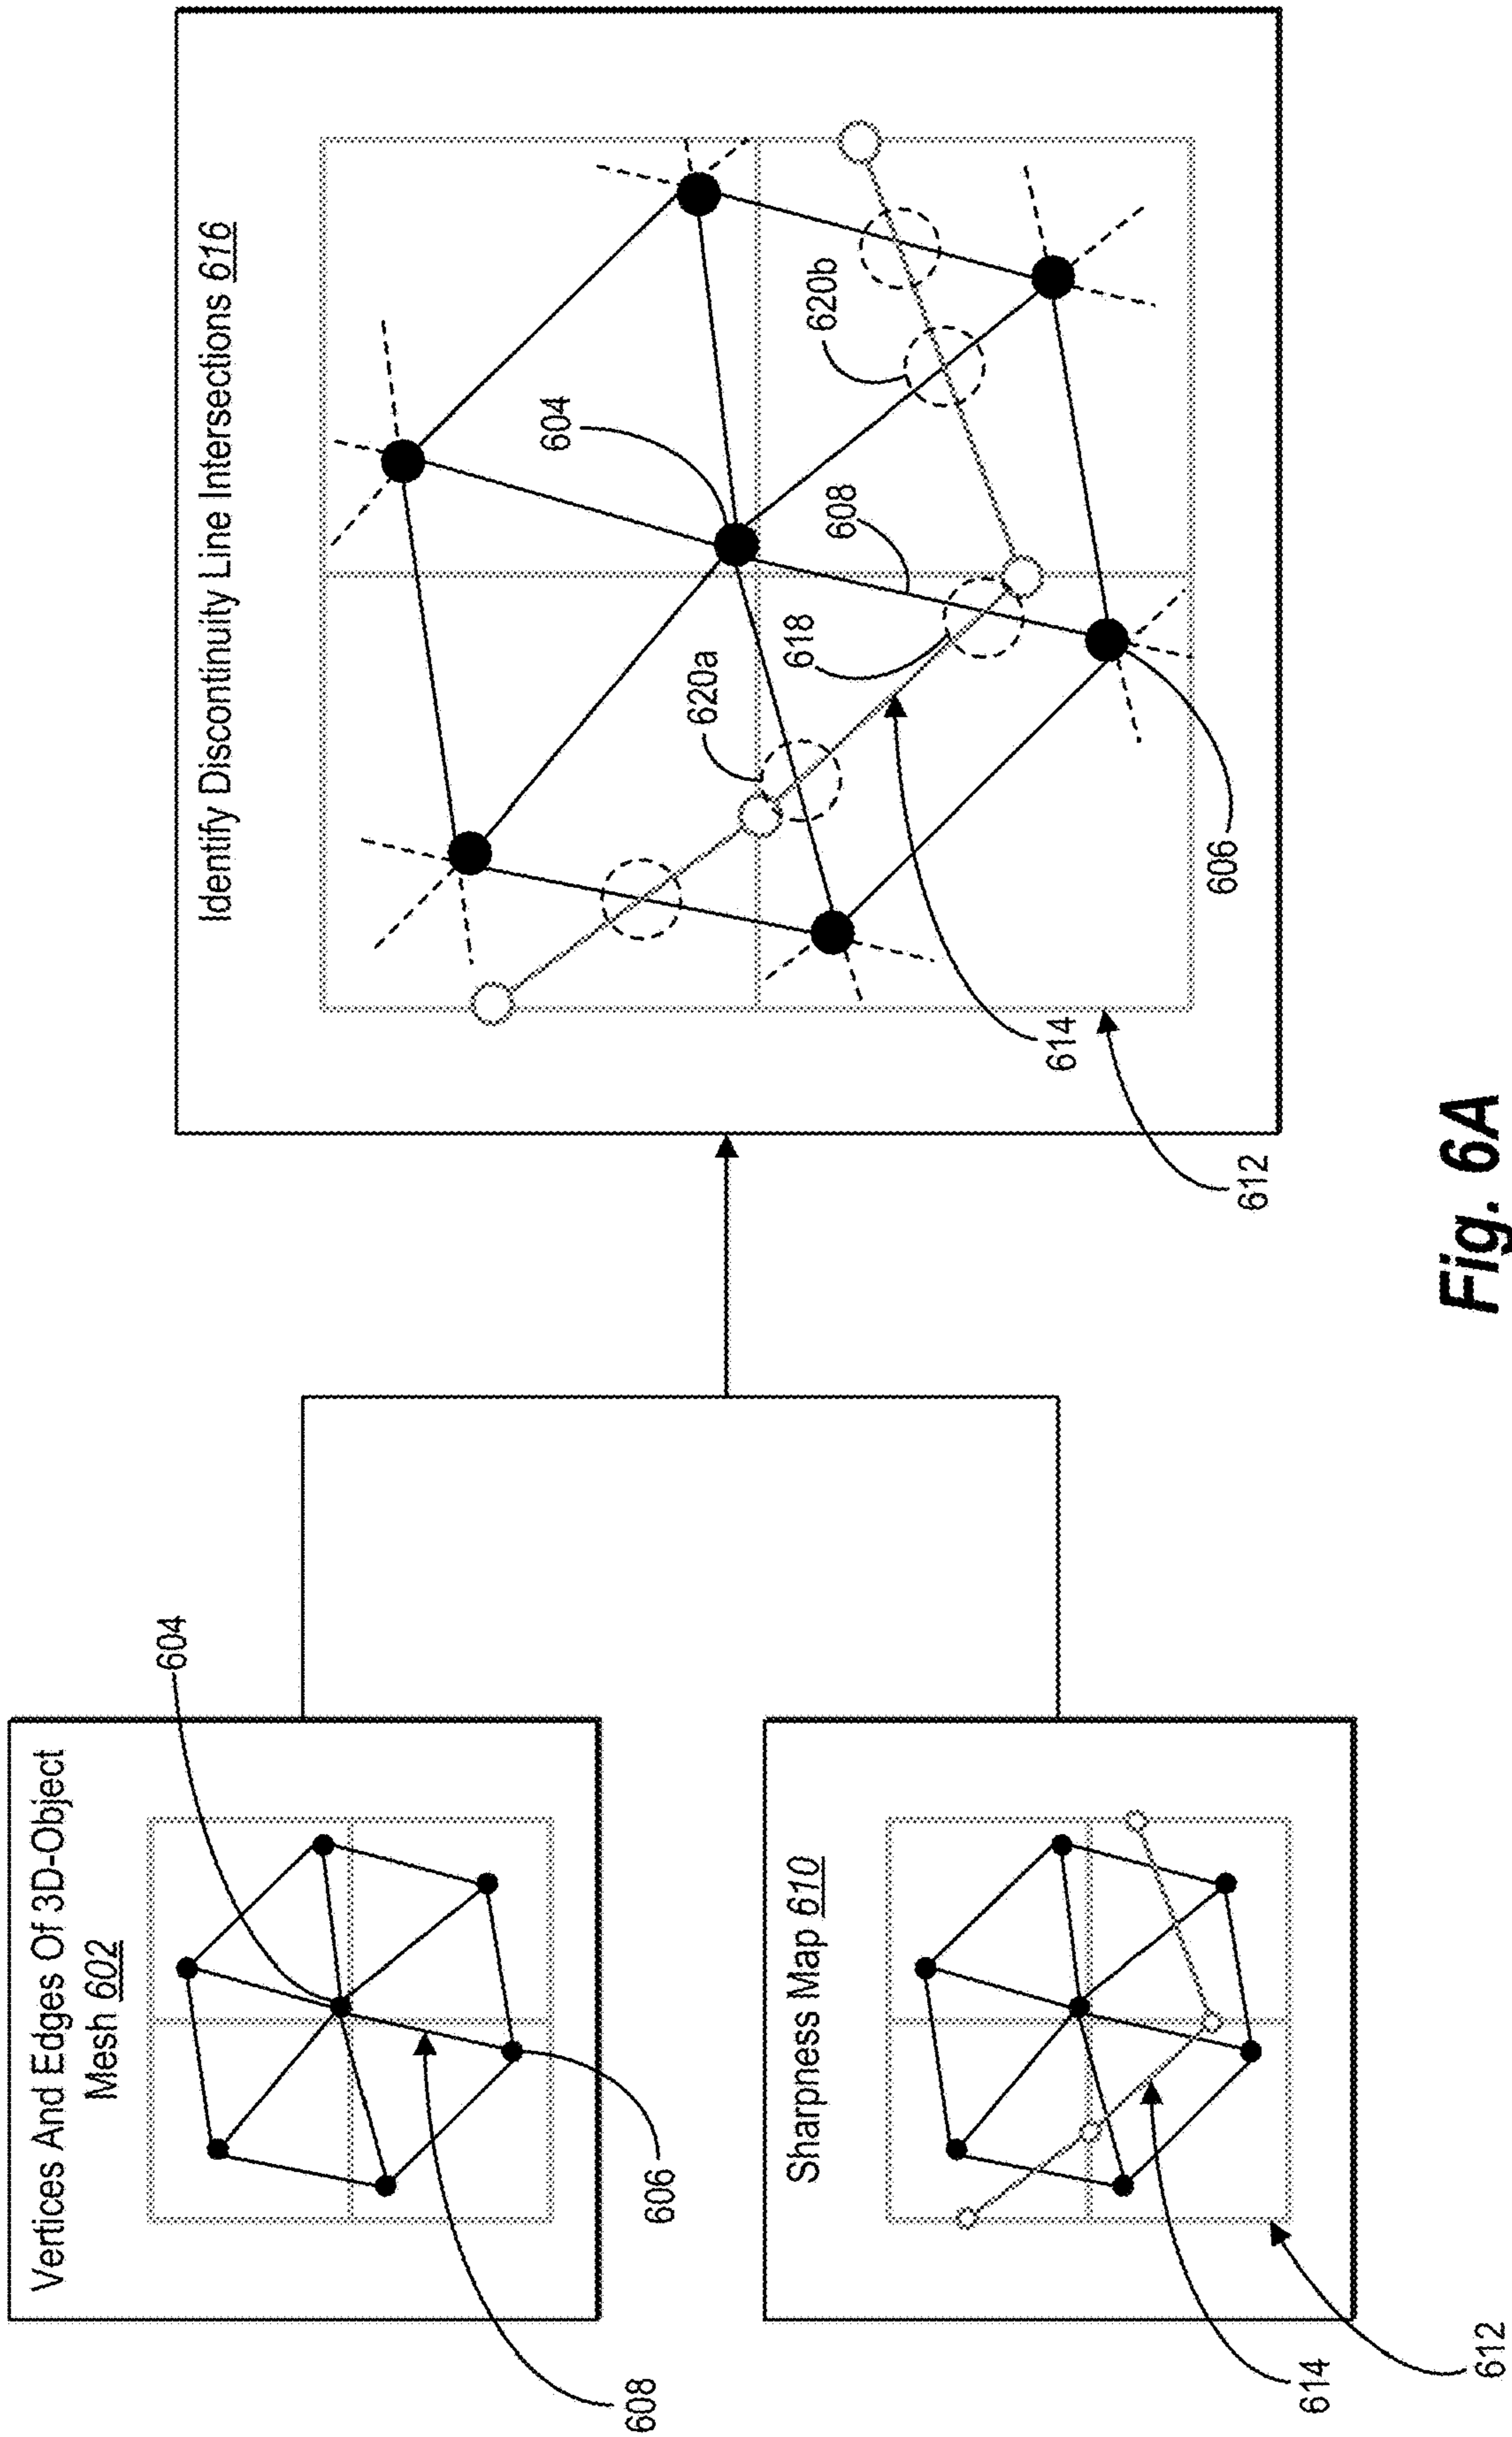 Vertices And Edges Of 3D-Object
Mesh 602
604
606
608
Sharpness Map 610
614
612
Identify Discontinuity Line Intersections 616
604
620b
608
618
620a
606
614
612
Fig. 6A